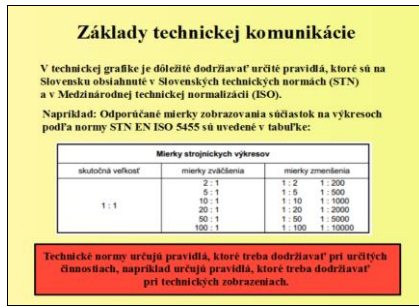 Základy technickej komunikácie
V technickej grafike je dôležité dodržiavať určité pravidlá, ktoré sú na
Slovensku obsiahnuté v Slovenských technických normách (STN)
a v Medzinárodnej technickej normalizácii (ISO).
Napríklad: Odporúčané mierky zobrazovania súčiastok na výkresoch
podľa normy STN EN ISO 5455 sú uvedené v tabuľke:
Mierky strojníckych výkresov
skutočná veľkosť mierky zväčšenia mierky zmenšenia
2 : 1 1 : 2 1 : 200
5 : 1 1 : 5 1 : 500
1 : 1 10 : 1 1 : 10 1 : 1000
20 : 1 1 : 20 1 : 2000
50 : 1 1 : 50 1 : 5000
100 : 1 1 : 100 1 : 10000
Technické normy určujú pravidlá, ktoré treba dodržiavať pri určitých
činnostiach, napríklad určujú pravidlá, ktoré treba dodržiavať
pri technických zobrazeniach.